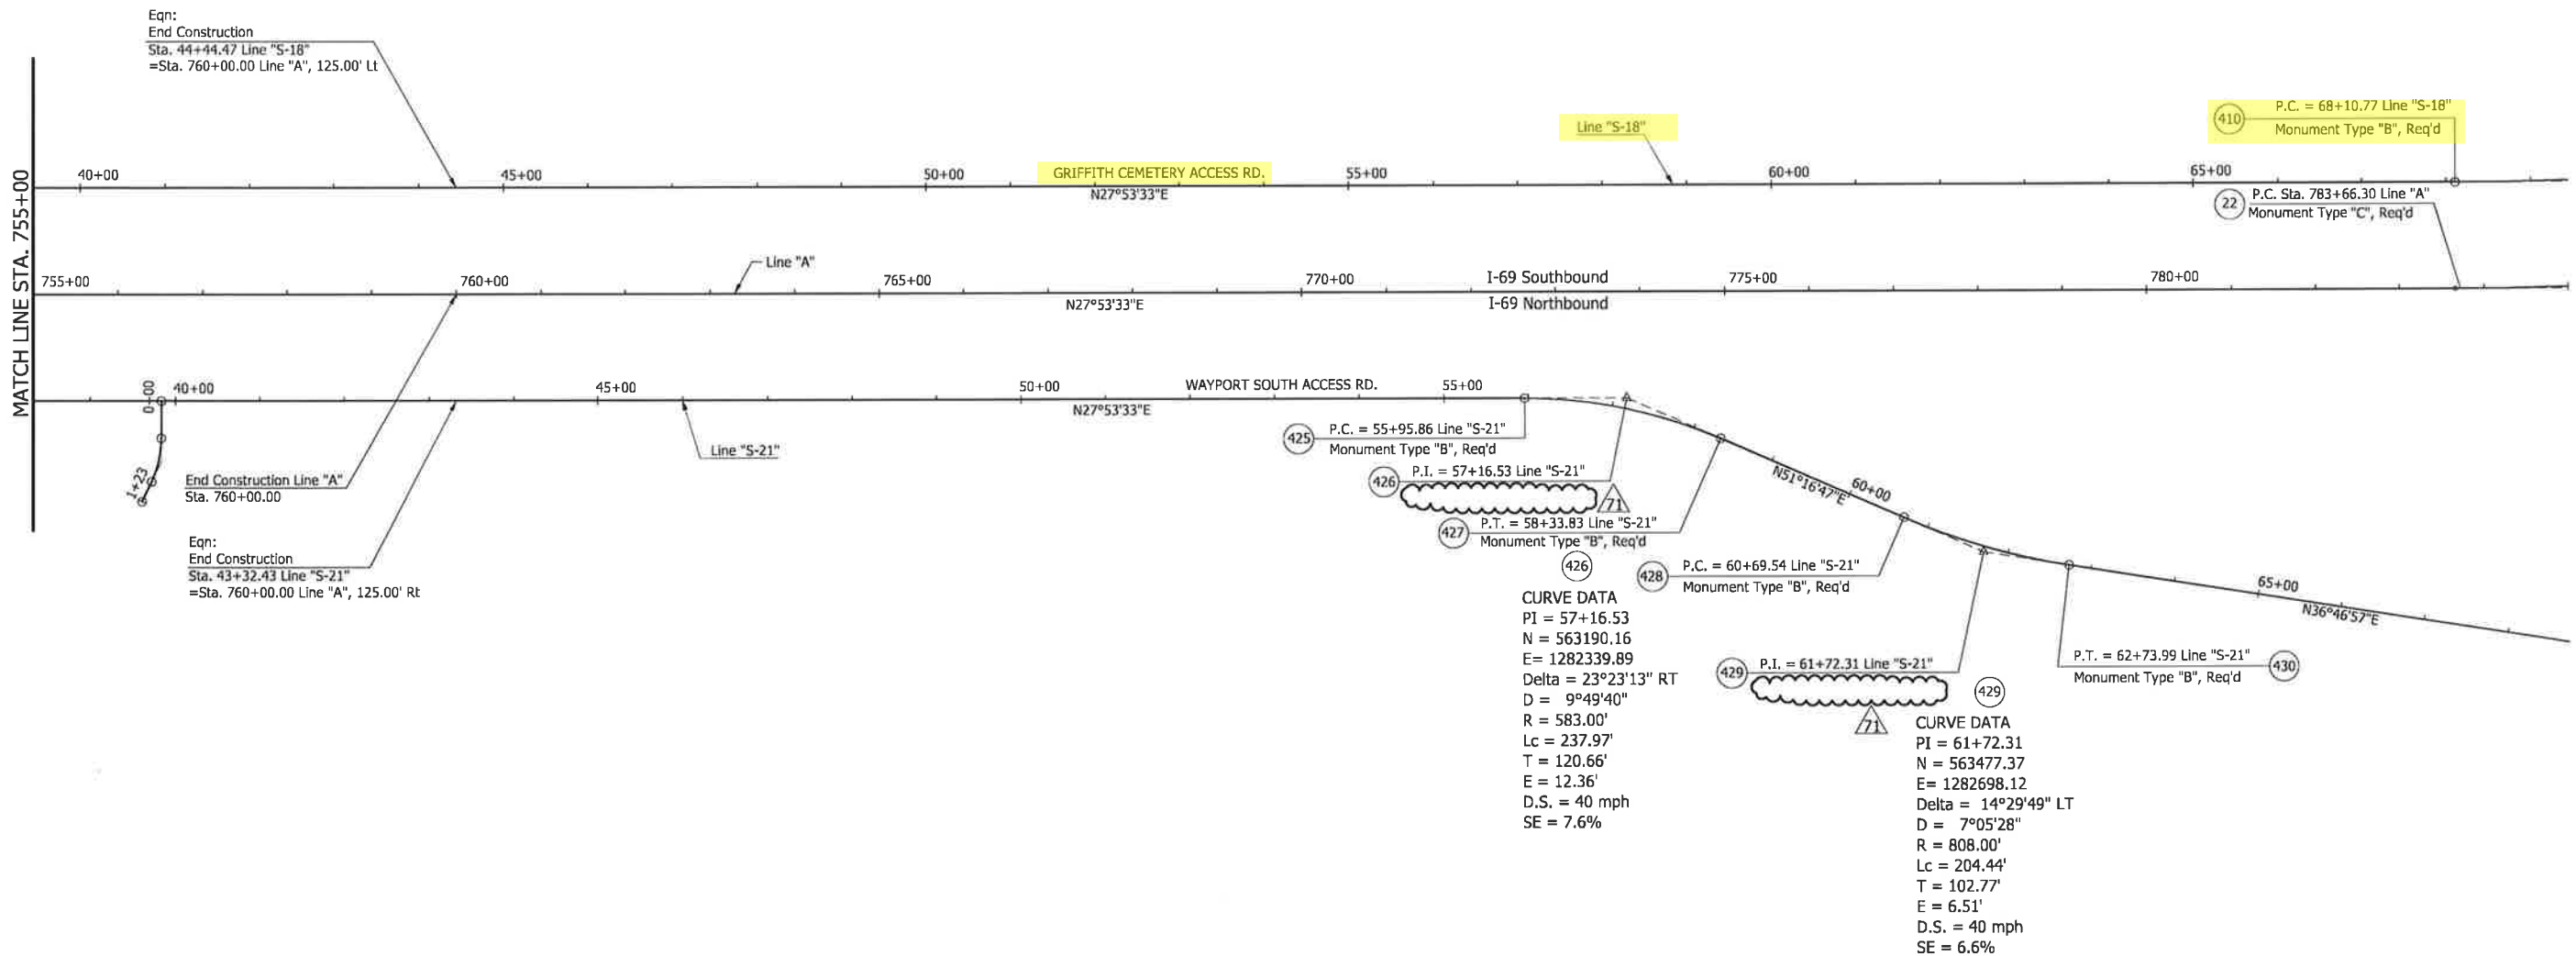 Eqn:
End Construction
Sta. 44+44.47 Line "S-18"
=Sta. 760+00.00 Line "A", 125.00' Lt
MATCH LINE STA. 755+00
40+00
45+00
50+00
GRIFFITH CEMETERY ACCESS RD.
N27°53'33"E
55+00
Line "S-18"
60+00
65+00
410
P.C. = 68+10.77 Line "S-18"
Monument Type "B", Req'd
22
P.C. Sta. 783+66.30 Line "A"
Monument Type "C", Req'd
755+00
760+00
Line "A"
765+00
N27°53'33"E
770+00
I-69 Southbound
I-69 Northbound
775+00
780+00
0-00
40+00
45+00
50+00
WAYPORT SOUTH ACCESS RD.
N27°53'33"E
55+00
1+23
End Construction Line "A"
Sta. 760+00.00
Line "S-21"
Eqn:
End Construction
Sta. 43+32.43 Line "S-21"
=Sta. 760+00.00 Line "A", 125.00' Rt
425
P.C. = 55+95.86 Line "S-21"
Monument Type "B", Req'd
426
P.I. = 57+16.53 Line "S-21"
71
427
P.T. = 58+33.83 Line "S-21"
Monument Type "B", Req'd
N51°16'47"E
60+00
428
P.C. = 60+69.54 Line "S-21"
Monument Type "B", Req'd
65+00
N36°46'57"E
426
CURVE DATA
PI = 57+16.53
N = 563190.16
E= 1282339.89
Delta = 23°23'13" RT
D = 9°49'40"
R = 583.00'
Lc = 237.97'
T = 120.66'
E = 12.36'
D.S. = 40 mph
SE = 7.6%
429
P.I. = 61+72.31 Line "S-21"
71
P.T. = 62+73.99 Line "S-21"
Monument Type "B", Req'd
430
429
CURVE DATA
PI = 61+72.31
N = 563477.37
E= 1282698.12
Delta = 14°29'49" LT
D = 7°05'28"
R = 808.00'
Lc = 204.44'
T = 102.77'
E = 6.51'
D.S. = 40 mph
SE = 6.6%